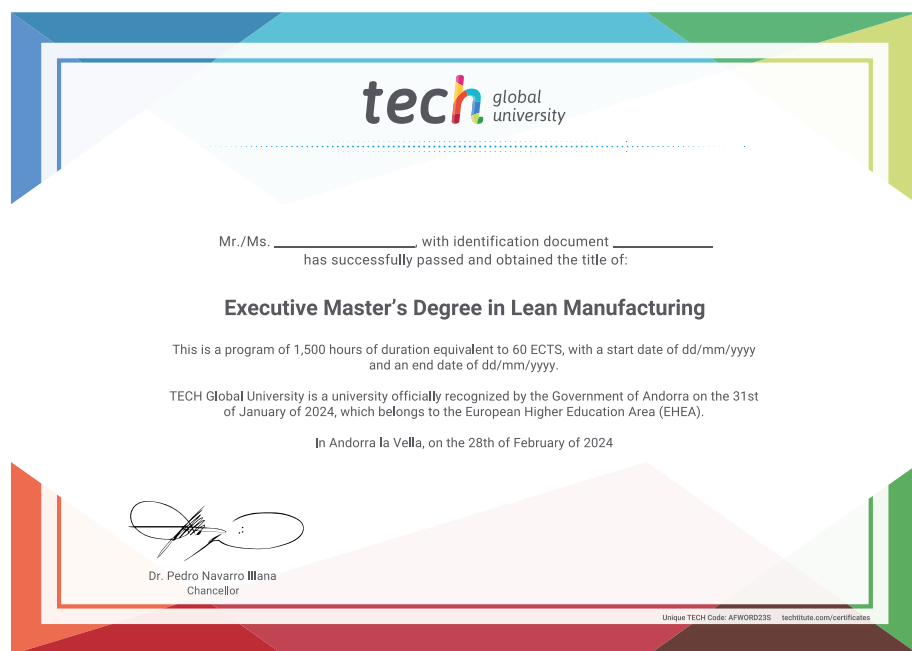 tech global university
Mr./Ms. ______________, with identification document __________
has successfully passed and obtained the title of:
Executive Master's Degree in Lean Manufacturing
This is a program of 1,500 hours of duration equivalent to 60 ECTS, with a start date of dd/mm/yyyy
and an end date of dd/mm/yyyy.
TECH Global University is a university officially recognized by the Government of Andorra on the 31st
of January of 2024, which belongs to the European Higher Education Area (EHEA).
In Andorra la Vella, on the 28th of February of 2024
Dr. Pedro Navarro Illana
Chancellor
Unique TECH Code: AFWORD23S techtitute.com/certificates